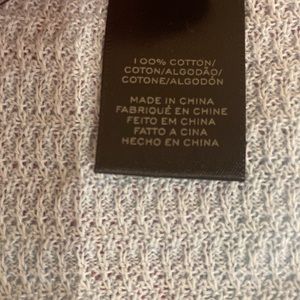 100% COTTON/
COTON/ALGODÃO/
COTONE/ALGODÓN
MADE IN CHINA
FABRIQUÉ EN CHINE
FEITO EM CHINA
FATTO A CINA
HECHO EN CHINA